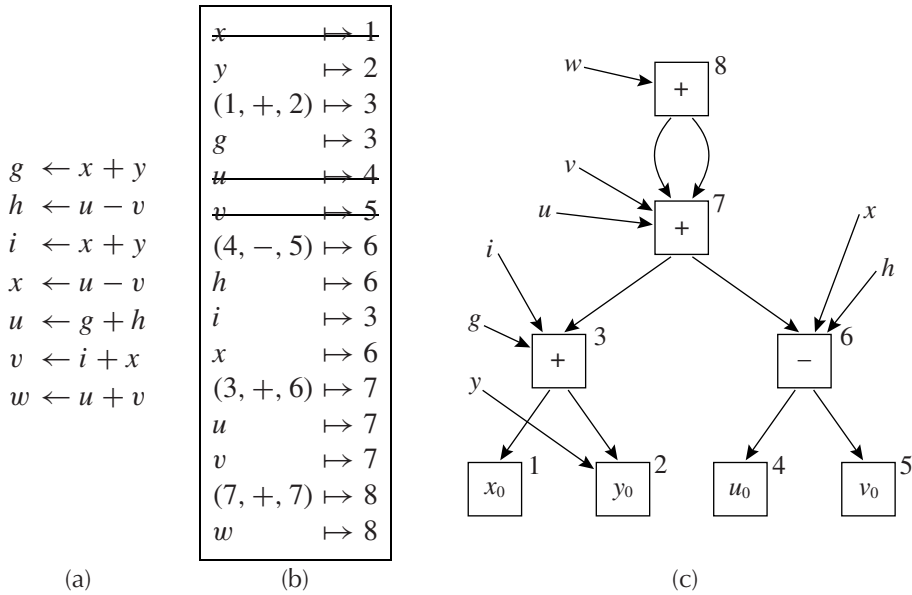 g ← x + y
h ← u − v
i ← x + y
x ← u − v
u ← g + h
v ← i + x
w ← u + v
(a)
x ↦ 1
y ↦ 2
(1, +, 2) ↦ 3
g ↦ 3
u ↦ 4
v ↦ 5
(4, −, 5) ↦ 6
h ↦ 6
i ↦ 3
x ↦ 6
(3, +, 6) ↦ 7
u ↦ 7
v ↦ 7
(7, +, 7) ↦ 8
w ↦ 8
(b)
w
+
8
v
u
+
7
x
h
i
g
+
3
−
6
y
x₀
1
y₀
2
u₀
4
v₀
5
(c)